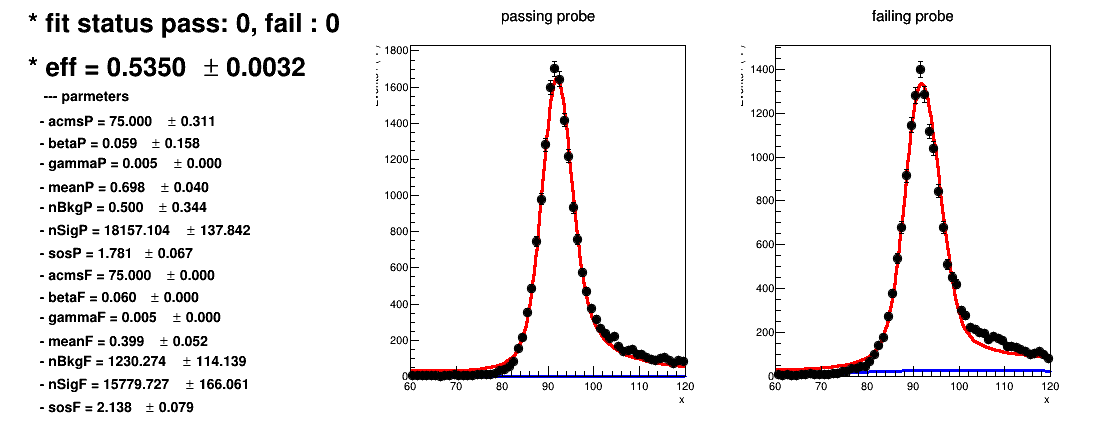 * fit status pass: 0, fail : 0
* eff = 0.5350 ± 0.0032
--- parmeters
- acmsP = 75.000 ± 0.311
- betaP = 0.059 ± 0.158
- gammaP = 0.005 ± 0.000
- meanP = 0.698 ± 0.040
- nBkgP = 0.500 ± 0.344
- nSigP = 18157.104 ± 137.842
- sosP = 1.781 ± 0.067
- acmsF = 75.000 ± 0.000
- betaF = 0.060 ± 0.000
- gammaF = 0.005 ± 0.000
- meanF = 0.399 ± 0.052
- nBkgF = 1230.274 ± 114.139
- nSigF = 15779.727 ± 166.061
- sosF = 2.138 ± 0.079
passing probe
1800
1600
1400
1200
1000
800
600
400
200
0
60 70 80 90 100 110 120
x
failing probe
1400
1200
1000
800
600
400
200
0
60 70 80 90 100 110 120
x